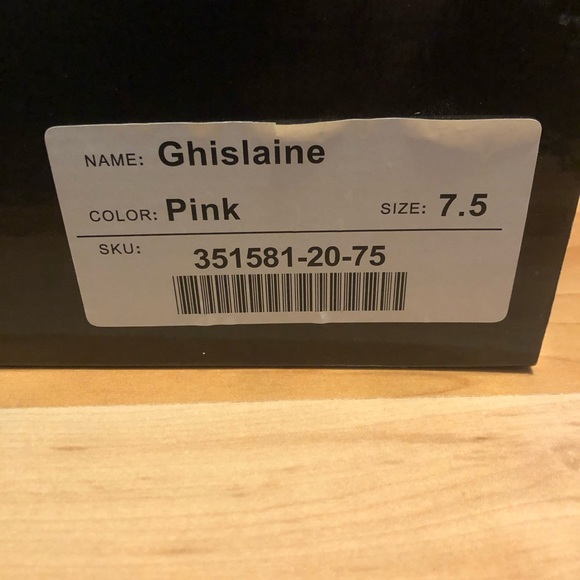 NAME: Ghislaine
COLOR: Pink SIZE: 7.5
SKU: 351581-20-75